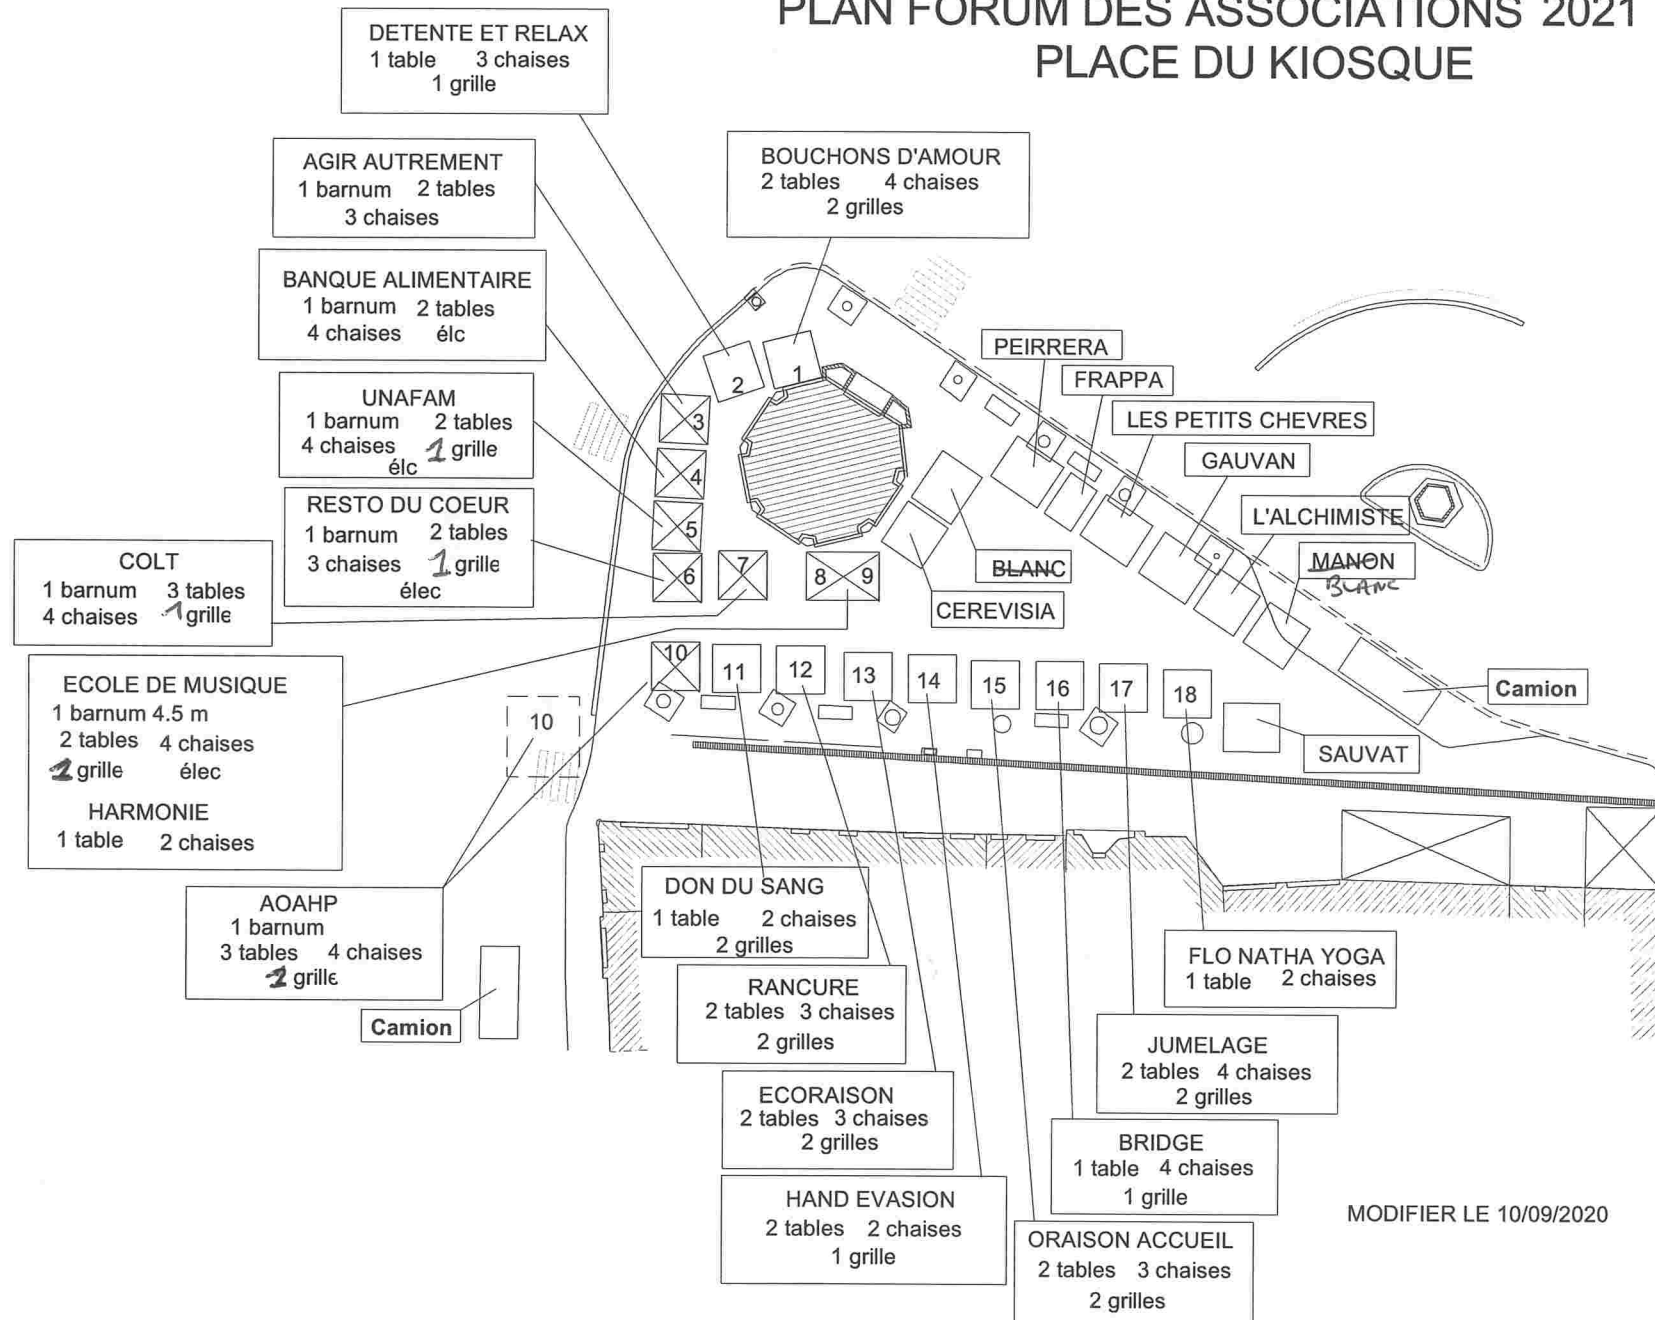 PLAN FORUM DES ASSOCIATIONS 2021
PLACE DU KIOSQUE
DETENTE ET RELAX
1 table 3 chaises
1 grille
AGIR AUTREMENT
1 barnum 2 tables
3 chaises
BOUCHONS D'AMOUR
2 tables 4 chaises
2 grilles
BANQUE ALIMENTAIRE
1 barnum 2 tables
4 chaises élc
UNAFAM
1 barnum 2 tables
4 chaises 1 grille
élc
RESTO DU COEUR
1 barnum 2 tables
3 chaises 1 grille
élec
COLT
1 barnum 3 tables
4 chaises 1 grille
ECOLE DE MUSIQUE
1 barnum 4.5 m
2 tables 4 chaises
1 grille élec
HARMONIE
1 table 2 chaises
AOAHP
1 barnum
3 tables 4 chaises
1 grille
Camion
PEIRRERA
FRAPPA
LES PETITS CHEVRES
GAUVAN
L'ALCHIMISTE
MANON
BLANC
BLANC
CEREVISIA
Camion
SAUVAT
1
2
3
4
5
6
7
8 9
10
10
11
12
13
14
15
16
17
18
DON DU SANG
1 table 2 chaises
2 grilles
RANCURE
2 tables 3 chaises
2 grilles
ECORAISON
2 tables 3 chaises
2 grilles
HAND EVASION
2 tables 2 chaises
1 grille
ORAISON ACCUEIL
2 tables 3 chaises
2 grilles
BRIDGE
1 table 4 chaises
1 grille
JUMELAGE
2 tables 4 chaises
2 grilles
FLO NATHA YOGA
1 table 2 chaises
MODIFIER LE 10/09/2020